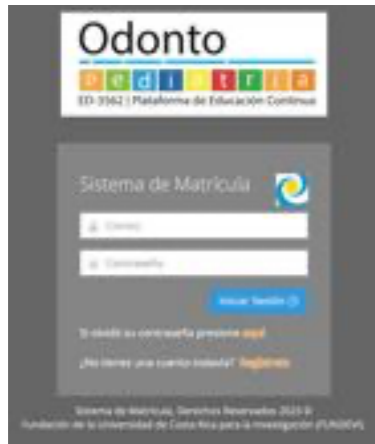 Odonto
pediatría
ED-3562 | Plataforma de Educación Continua
Sistema de Matrícula
Correo
Contraseña
Iniciar Sesión
Si olvidó su contraseña presione aquí
¿No tienes una cuenta todavía? Regístrate
Sistema de Matrícula, Derechos Reservados 2023 ©
Fundación de la Universidad de Costa Rica para la Investigación (FUNDEVI)